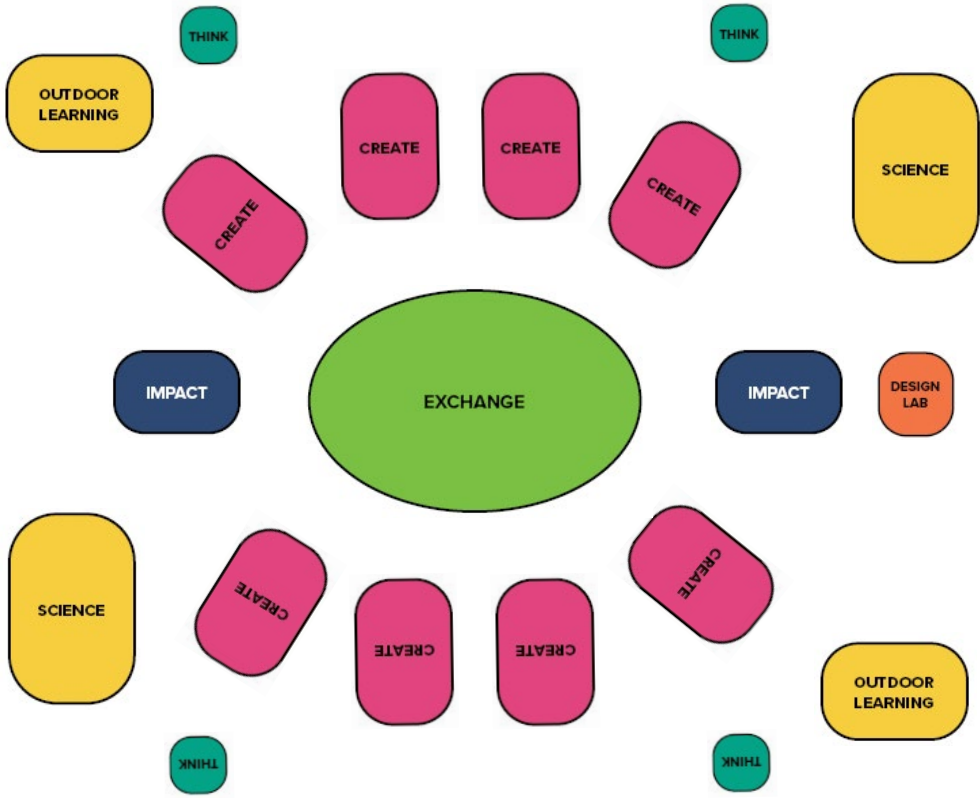 THINK
THINK
OUTDOOR
LEARNING
CREATE
CREATE
SCIENCE
CREATE
CREATE
IMPACT
EXCHANGE
IMPACT
DESIGN
LAB
CREATE
CREATE
SCIENCE
CREATE
CREATE
OUTDOOR
LEARNING
THINK
THINK